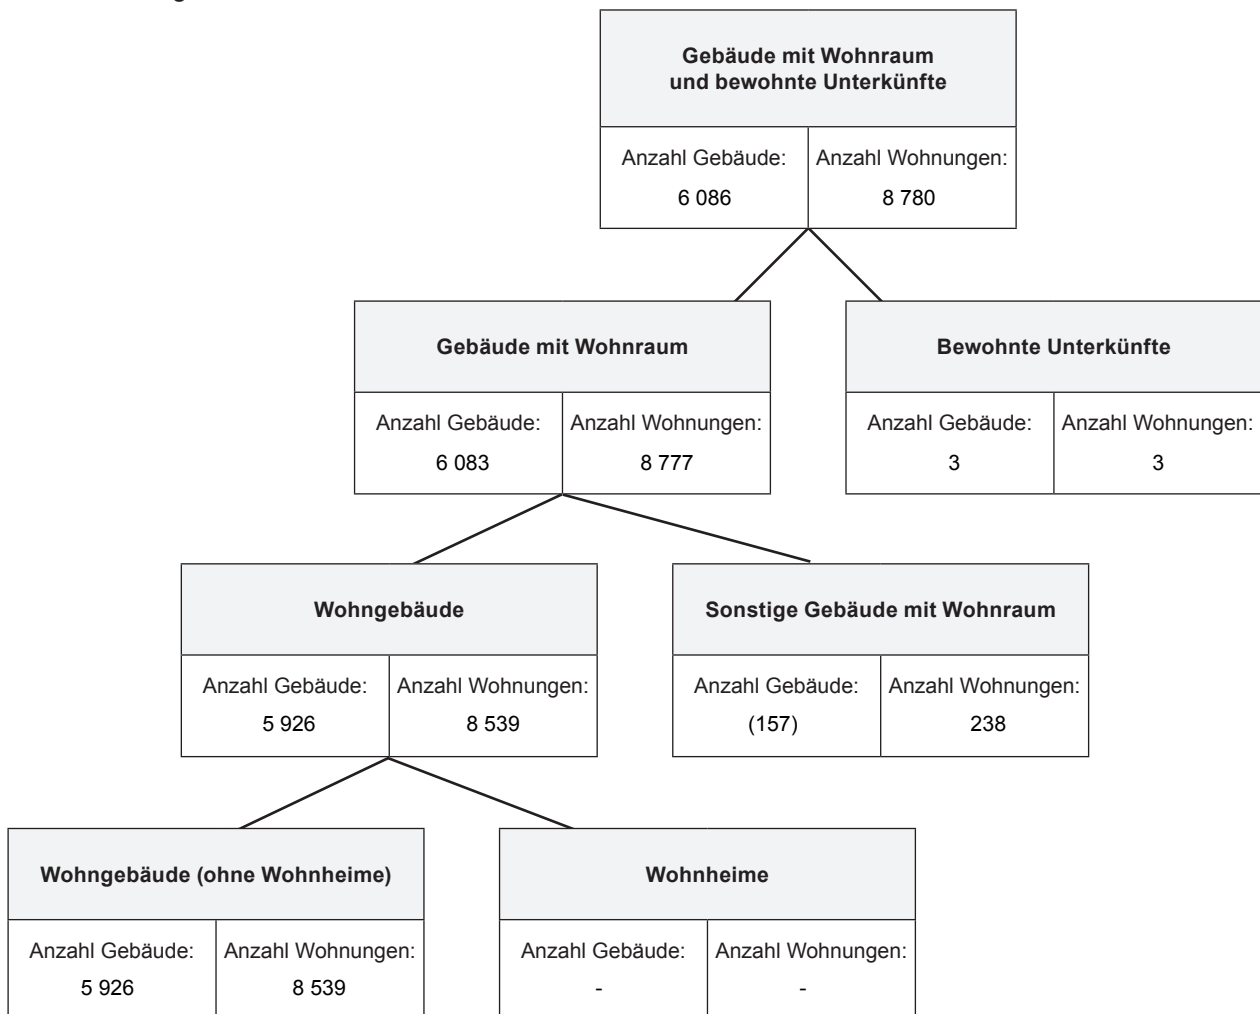 Gebäude mit Wohnraum
und bewohnte Unterkünfte
Anzahl Gebäude: Anzahl Wohnungen:
6 086 8 780
Gebäude mit Wohnraum Bewohnte Unterkünfte
Anzahl Gebäude: Anzahl Wohnungen: Anzahl Gebäude: Anzahl Wohnungen:
6 083 8 777 3 3
Wohngebäude Sonstige Gebäude mit Wohnraum
Anzahl Gebäude: Anzahl Wohnungen: Anzahl Gebäude: Anzahl Wohnungen:
5 926 8 539 (157) 238
Wohngebäude (ohne Wohnheime) Wohnheime
Anzahl Gebäude: Anzahl Wohnungen: Anzahl Gebäude: Anzahl Wohnungen:
5 926 8 539 - -